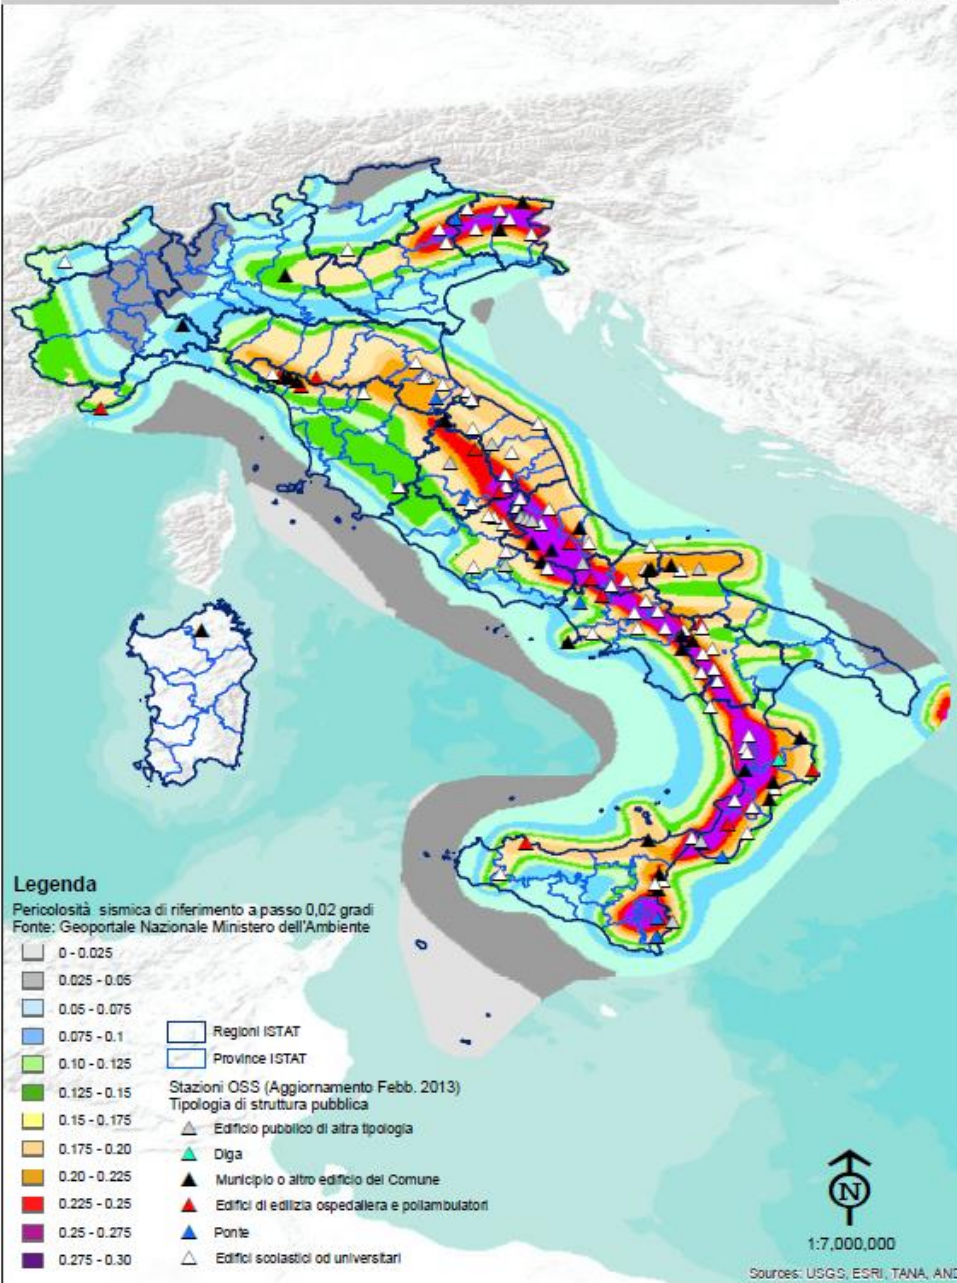 Legenda
Pericolosità sismica di riferimento a passo 0,02 gradi
Fonte: Geoportale Nazionale Ministero dell'Ambiente
0 - 0.025
0.025 - 0.05
0.05 - 0.075
0.075 - 0.1
0.10 - 0.125
0.125 - 0.15
0.15 - 0.175
0.175 - 0.20
0.20 - 0.225
0.225 - 0.25
0.25 - 0.275
0.275 - 0.30
Regioni ISTAT
Province ISTAT
Stazioni OSS (Aggiornamento Febb. 2013)
Tipologia di struttura pubblica
Edificio pubblico di altra tipologia
Diga
Municipio o altro edificio del Comune
Edifici di edilizia ospedaliera e poliambulatori
Ponte
Edifici scolastici od universitari
N
1:7,000,000
Sources: USGS, ESRI, TANA, AND